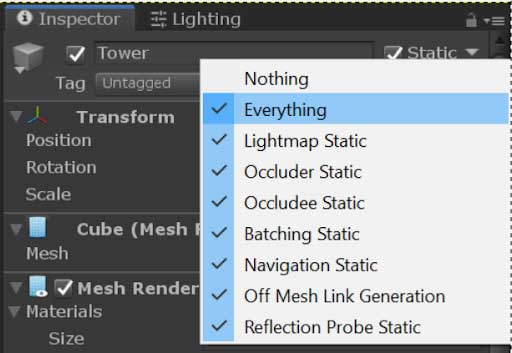 Inspector Lighting
Tower Static
Tag Untagged
Nothing
Everything
Transform
Lightmap Static
Position
Occluder Static
Rotation
Occludee Static
Scale
Batching Static
Cube (Mesh
Mesh
Navigation Static
Mesh Render
Off Mesh Link Generation
Materials
Reflection Probe Static
Size